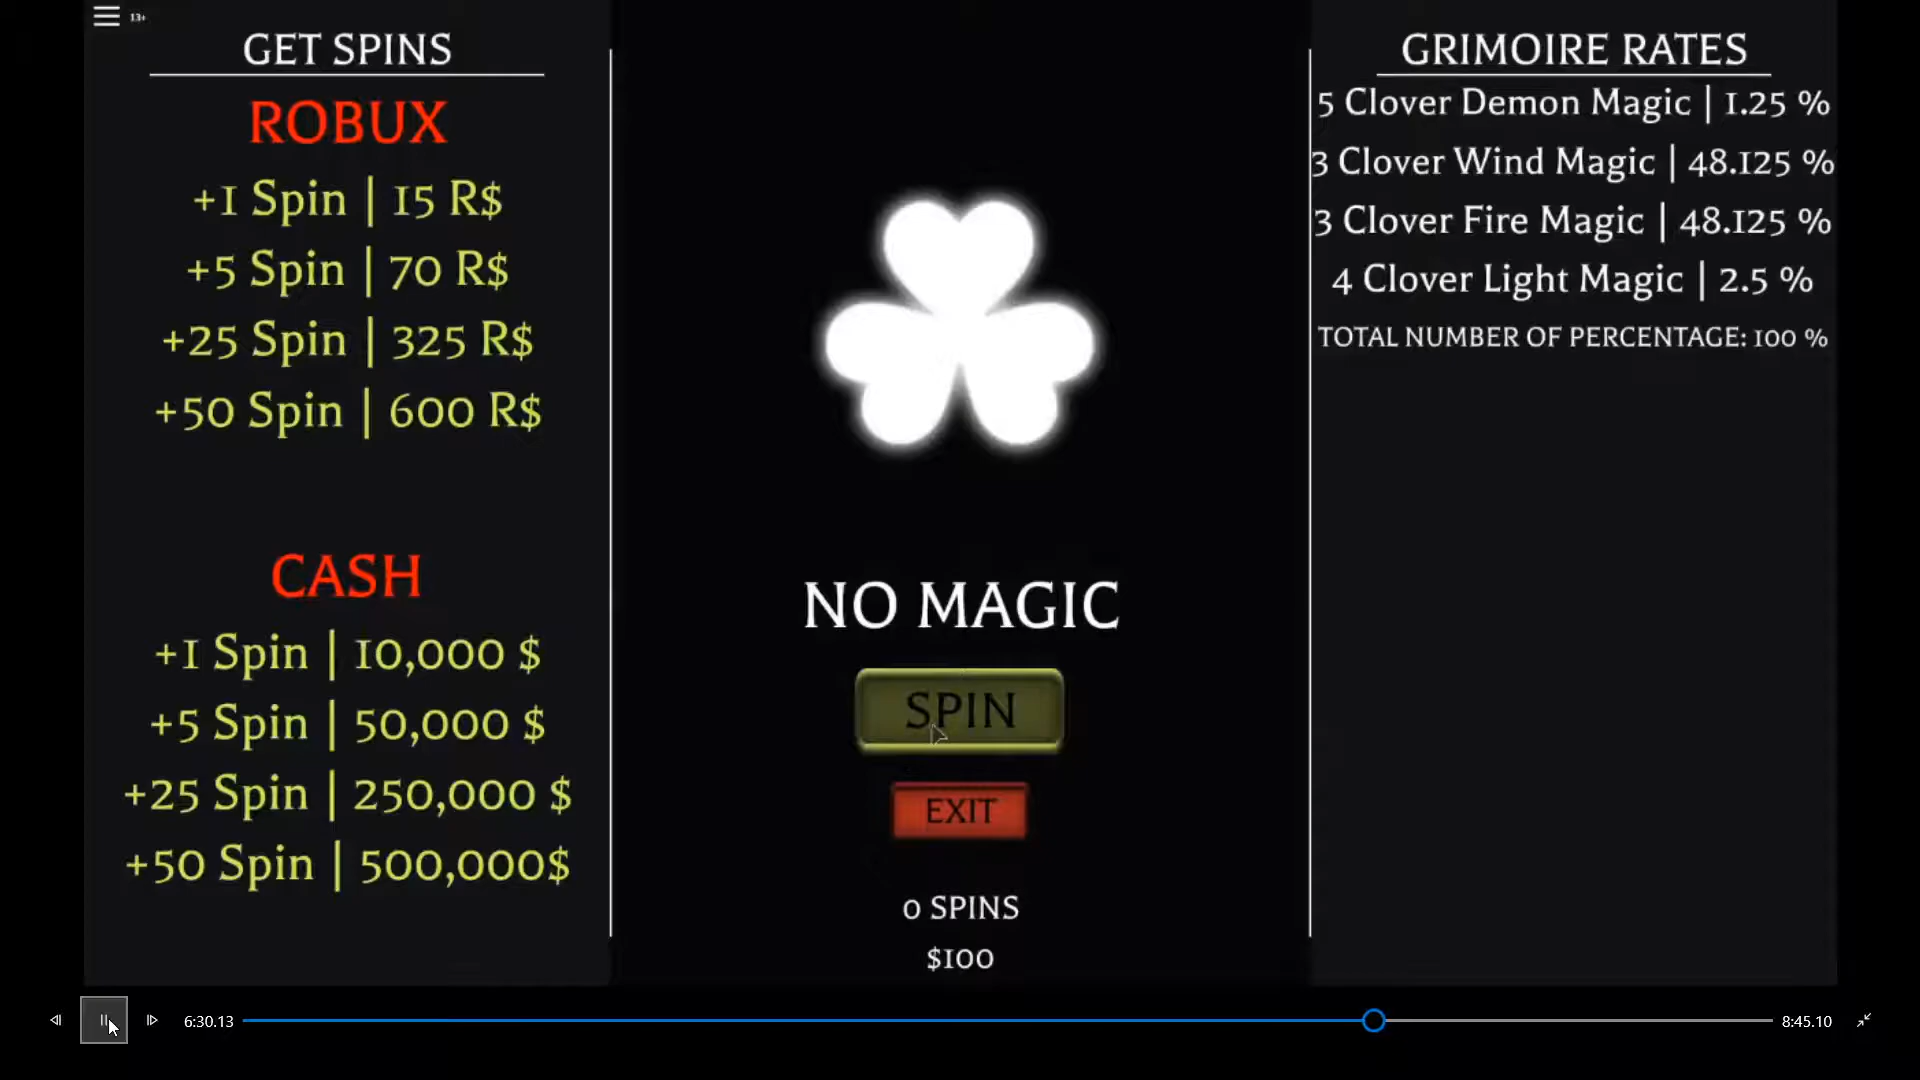 13+
GET SPINS
ROBUX
+1 Spin | 15 R$
+5 Spin | 70 R$
+25 Spin | 325 R$
+50 Spin | 600 R$
CASH
+1 Spin | 10,000 $
+5 Spin | 50,000 $
+25 Spin | 250,000 $
+50 Spin | 500,000$
NO MAGIC
SPIN
EXIT
0 SPINS
$100
GRIMOIRE RATES
5 Clover Demon Magic | 1.25 %
3 Clover Wind Magic | 48.125 %
3 Clover Fire Magic | 48.125 %
4 Clover Light Magic | 2.5 %
TOTAL NUMBER OF PERCENTAGE: 100 %
6:30.13
8:45.10